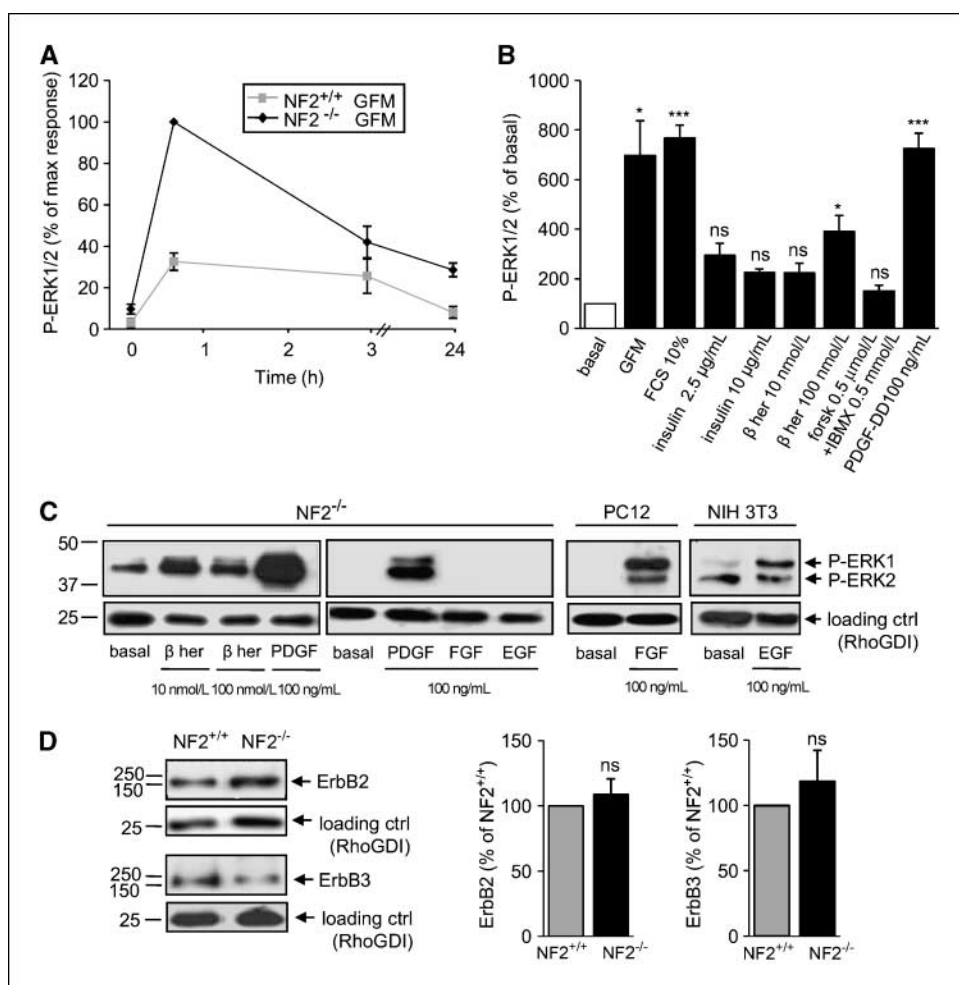 A
P-ERK1/2 (% of max response)
120
100
80
60
40
20
0
NF2+/+ GFM
NF2-/- GFM
0 1 2 3 24
Time (h)
B
P-ERK1/2 (% of basal)
1000
800
600
400
200
0
* *** ns ns ns * ns ***
basal
GFM
FCS 10%
insulin 2.5 µg/mL
insulin 10 µg/mL
β her 10 nmol/L
β her 100 nmol/L
forsk 0.5 µmol/L
+IBMX 0.5 mmol/L
PDGF-DD100 ng/mL
C
NF2-/- PC12 NIH 3T3
50
37
25
P-ERK1
P-ERK2
loading ctrl
(RhoGDI)
basal β her β her PDGF basal PDGF FGF EGF basal FGF basal EGF
10 nmol/L 100 nmol/L 100 ng/mL 100 ng/mL 100 ng/mL 100 ng/mL
D
NF2+/+ NF2-/-
250
150
ErbB2
25
loading ctrl
(RhoGDI)
250
150
ErbB3
25
loading ctrl
(RhoGDI)
ErbB2 (% of NF2+/+)
150
100
50
0
ns
NF2+/+ NF2-/-
ErbB3 (% of NF2+/+)
150
100
50
0
ns
NF2+/+ NF2-/-